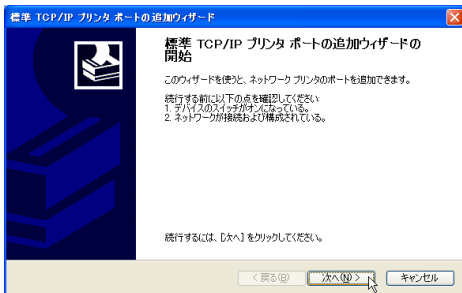 標準 TCP/IP プリンタ ポートの追加ウィザード
標準 TCP/IP プリンタ ポートの追加ウィザードの
開始
このウィザードを使うと、ネットワーク プリンタのポートを追加できます。
続行する前に以下の点を確認してください:
1. デバイスのスイッチがオンになっている。
2. ネットワークが接続および構成されている。
続行するには、[次へ] をクリックしてください。
< 戻る(B)
次へ(N) >
キャンセル